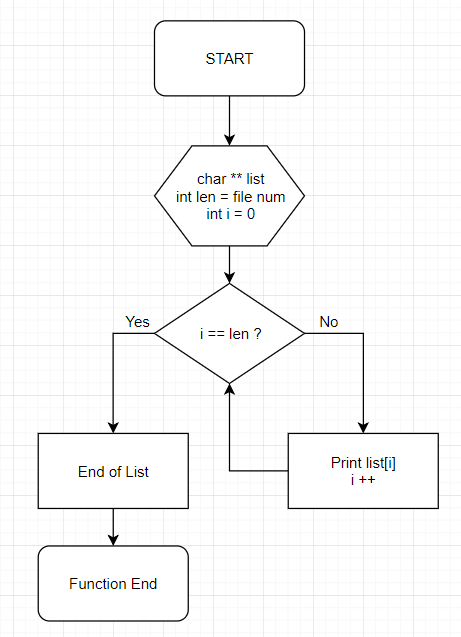 START
char ** list
int len = file num
int i = 0
i == len ?
Yes
No
End of List
Print list[i]
i ++
Function End